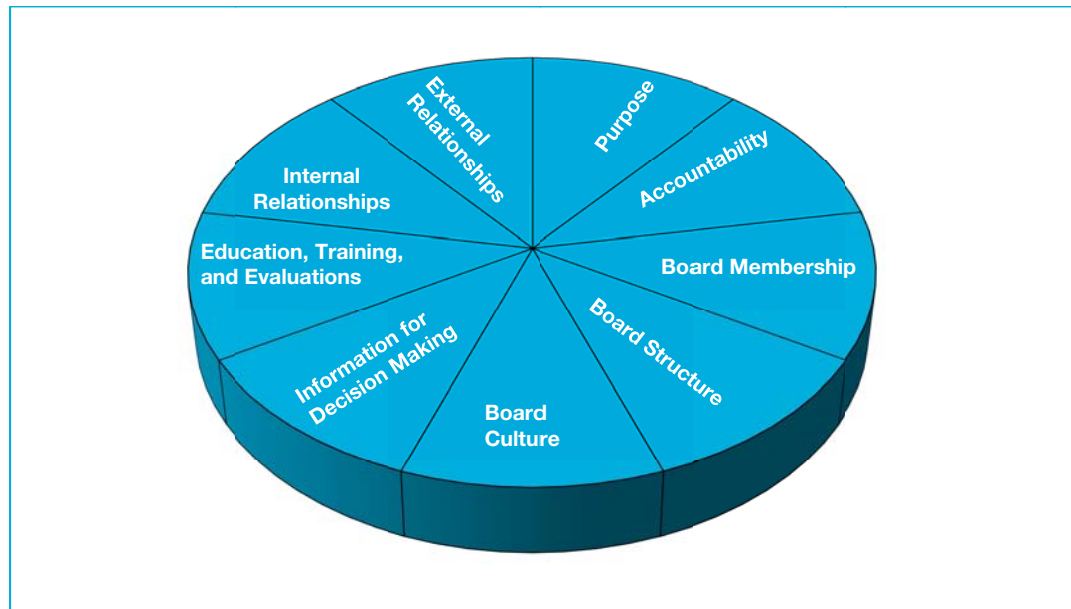 Purpose
Accountability
Board Membership
Board Structure
Board
Culture
Information for
Decision Making
Education, Training,
and Evaluations
Internal
Relationships
External
Relationships